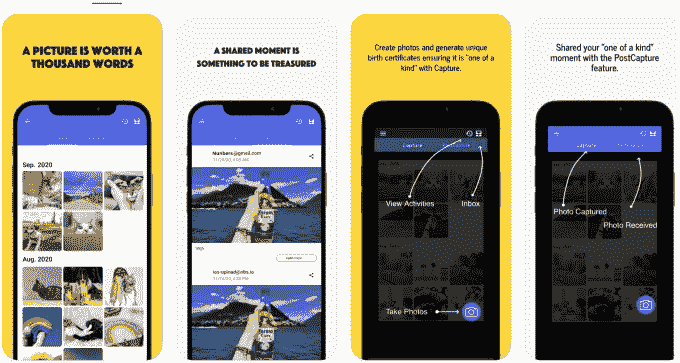 A PICTURE IS WORTH A
THOUSAND WORDS
Sep. 2020
Aug. 2020
A SHARED MOMENT IS
SOMETHING TO BE TREASURED
Numbers@gmail.com
Create photos and generate unique
birth certificates ensuring it is "one of a
kind" with Capture.
Capture
View Activities
Inbox
Take Photos
Shared your "one of a kind"
moment with the PostCapture
feature.
Capture
Photo Captured
Photo Received